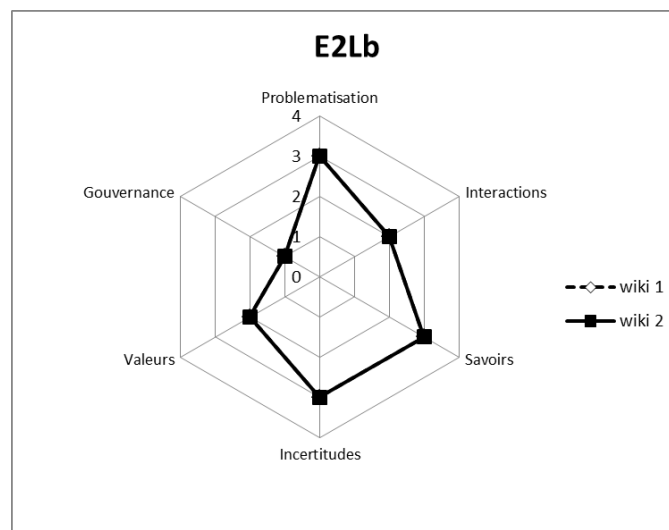 E2Lb
Problematisation
4
3
2
1
0
Gouvernance
Interactions
wiki 1
wiki 2
Valeurs
Savoirs
Incertitudes